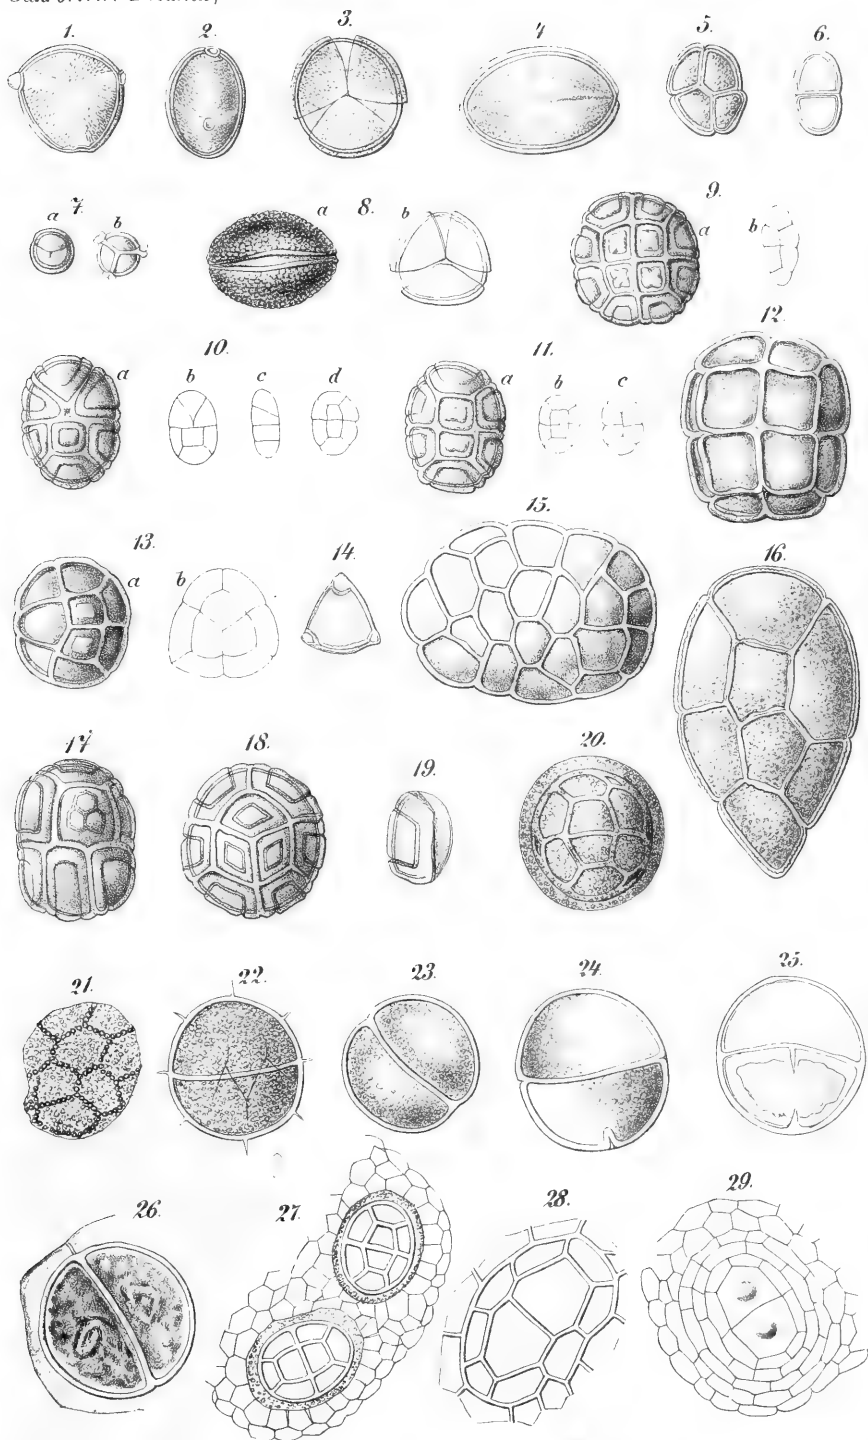 1. 2. 3. 4 5. 6.
7. a b 8. a b 9. a b
10. a b c d 11. a b c 12.
13. a b 14. 15. 16.
17 18. 19. 20.
21. 22. 23. 24. 25.
26. 27. 28. 29.